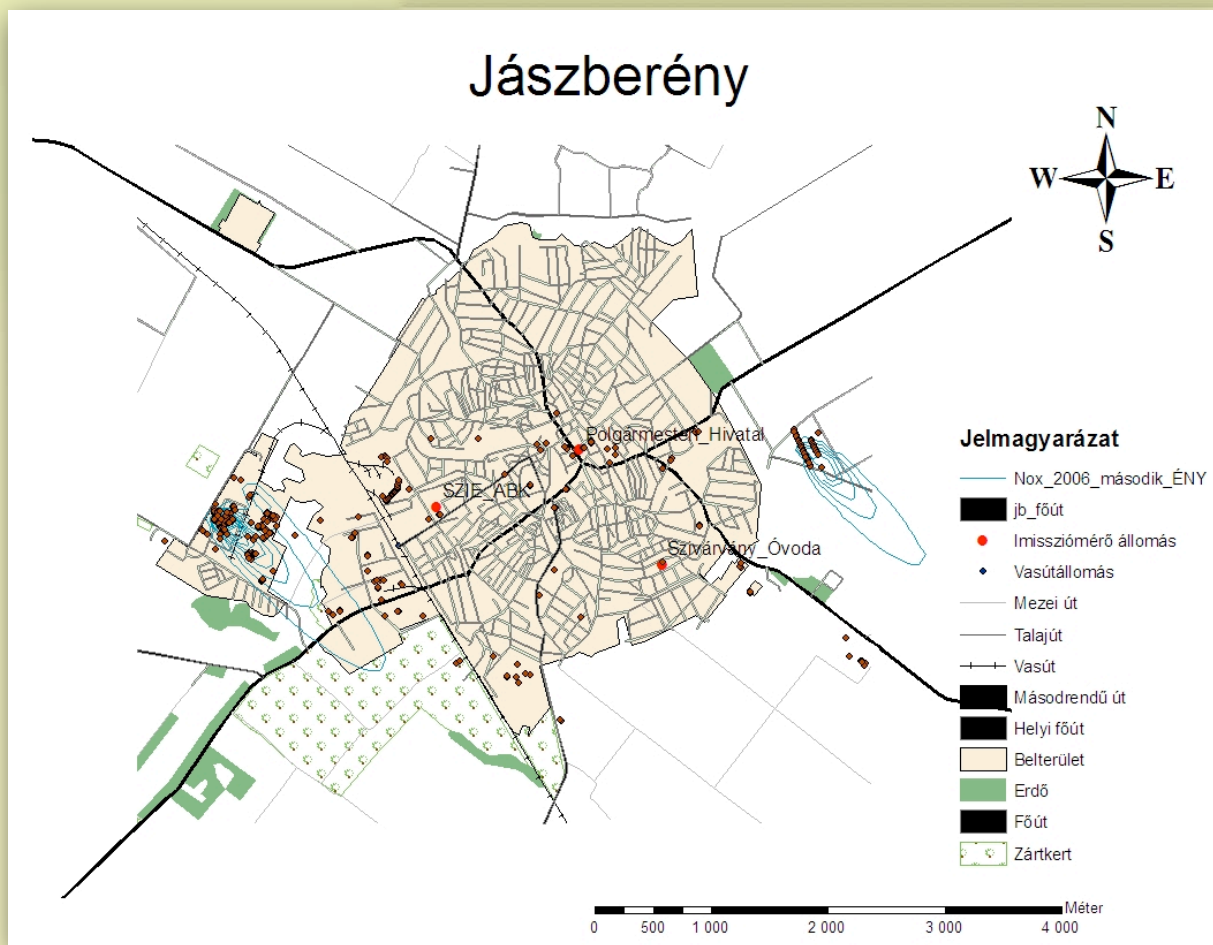 Jászberény
N
W E
S
Polgármesteri_Hivatal
SZIE_ABK
Szivárvány_Óvoda
Jelmagyarázat
Nox_2006_második_ÉNY
jb_főút
Imissziómérő állomás
Vasútállomás
Mezei út
Talajút
Vasút
Másodrendű út
Helyi főút
Belterület
Erdő
Főút
Zártkert
Méter
0 500 1 000 2 000 3 000 4 000